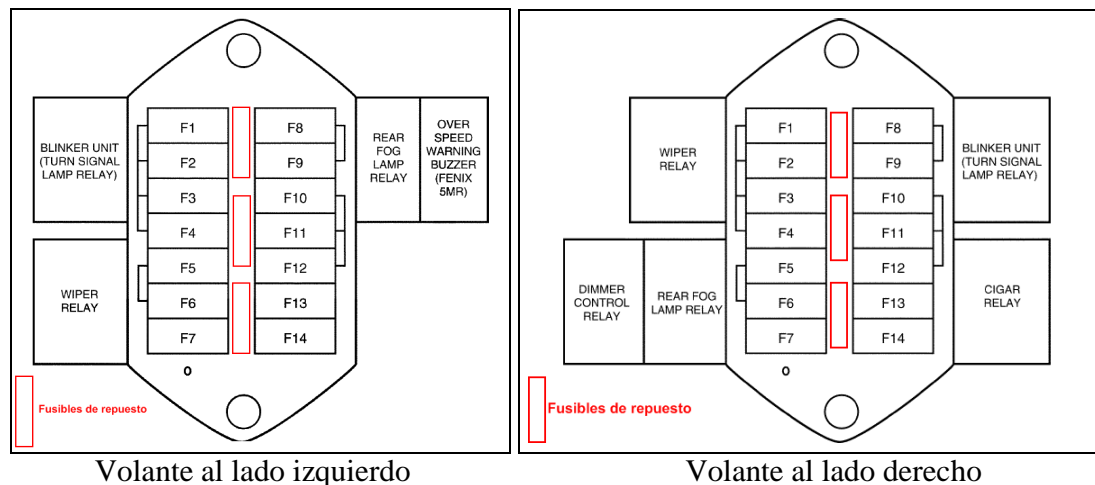 BLINKER UNIT
(TURN SIGNAL
LAMP RELAY)
WIPER
RELAY
F1
F2
F3
F4
F5
F6
F7
F8
F9
F10
F11
F12
F13
F14
O
REAR
FOG
LAMP
RELAY
OVER
SPEED
WARNING
BUZZER
(FENIX
5MR)
Fusibles de repuesto
Volante al lado izquierdo
WIPER
RELAY
DIMMER
CONTROL
RELAY
REAR FOG
LAMP RELAY
F1
F2
F3
F4
F5
F6
F7
F8
F9
F10
F11
F12
F13
F14
O
BLINKER UNIT
(TURN SIGNAL
LAMP RELAY)
CIGAR
RELAY
Fusibles de repuesto
Volante al lado derecho